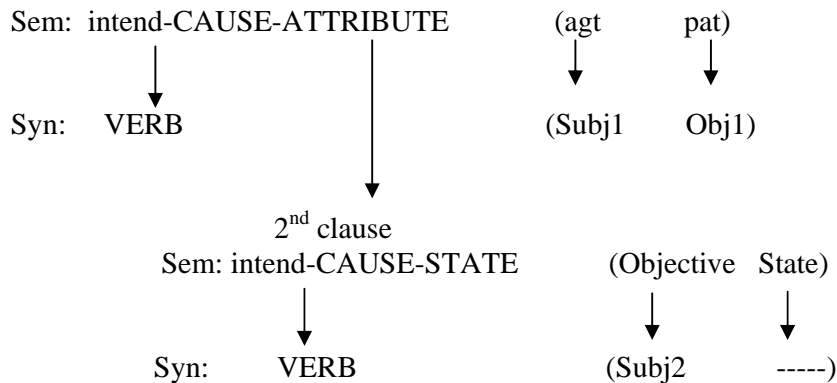 Sem: intend-CAUSE-ATTRIBUTE (agt pat)
Syn: VERB (Subj1 Obj1)
2nd clause
Sem: intend-CAUSE-STATE (Objective State)
Syn: VERB (Subj2 -----)